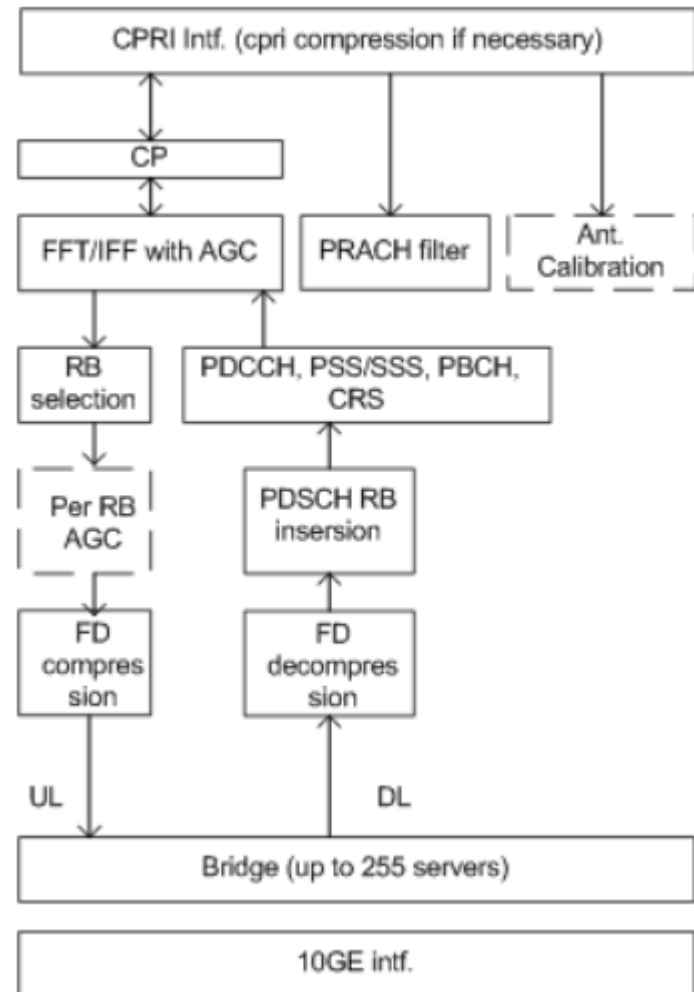 CPRI Intf. (cpri compression if necessary)
CP
FFT/IFF with AGC
PRACH filter
Ant.
Calibration
RB
selection
PDCCH, PSS/SSS, PBCH,
CRS
Per RB
AGC
PDSCH RB
insersion
FD
compres
sion
FD
decompres
sion
UL
DL
Bridge (up to 255 servers)
10GE intf.